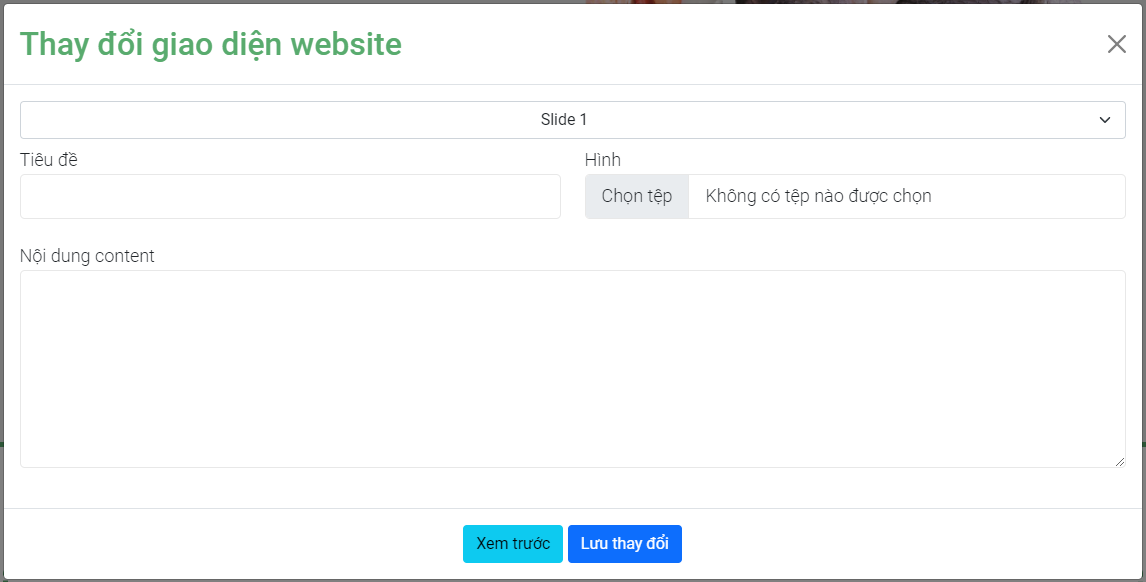 Thay đổi giao diện website
Slide 1
Tiêu đề
Hình
Chọn tệp Không có tệp nào được chọn
Nội dung content
Xem trước Lưu thay đổi